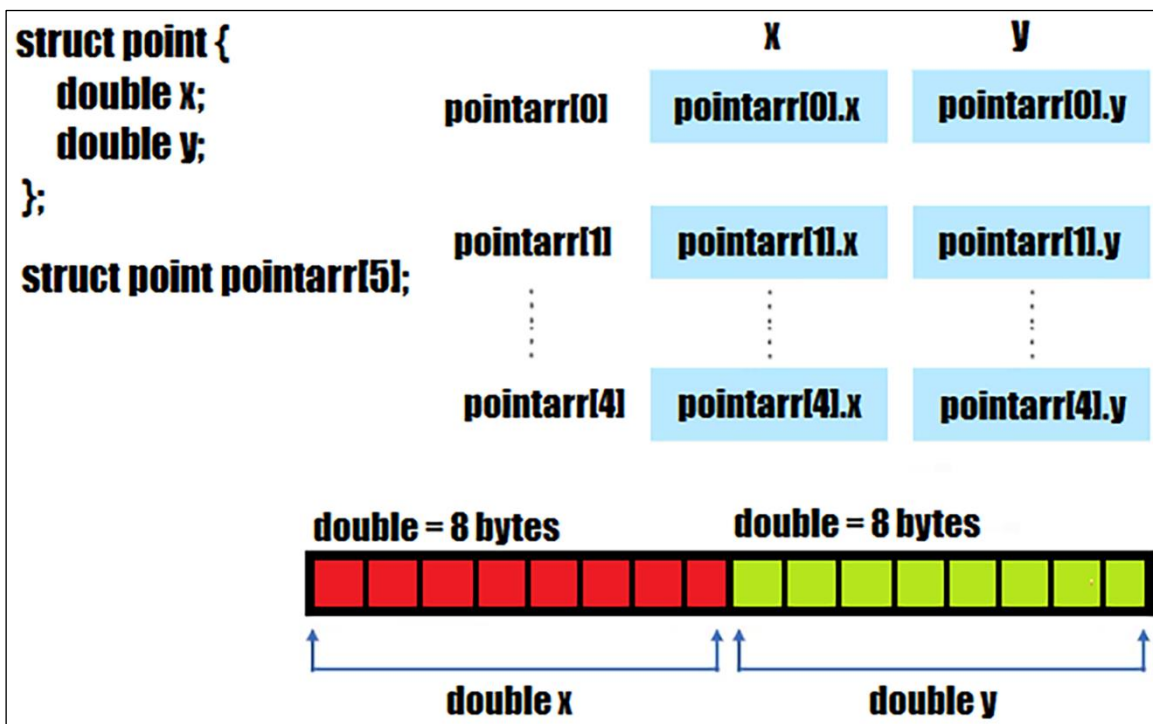 struct point {
double x;
double y;
};
struct point pointarr[5];
x y
pointarr[0] pointarr[0].x pointarr[0].y
pointarr[1] pointarr[1].x pointarr[1].y
pointarr[4] pointarr[4].x pointarr[4].y
double = 8 bytes double = 8 bytes
double x double y